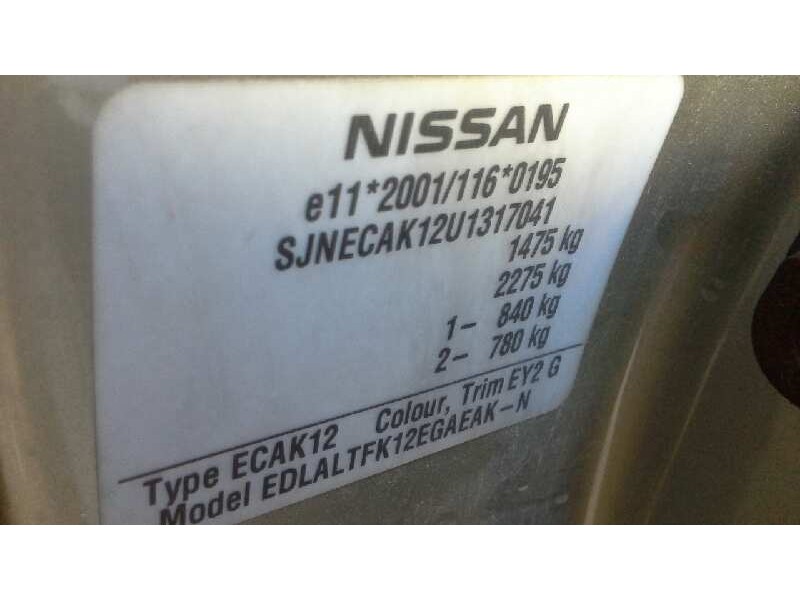 NISSAN
e11*2001/116*0195
SJNECAK12U1317041
1475 kg
2275 kg
1- 840 kg
2- 780 kg
Type ECAK12 Colour, Trim EY2 G
Model EDLALTFK12EGAEAK-N